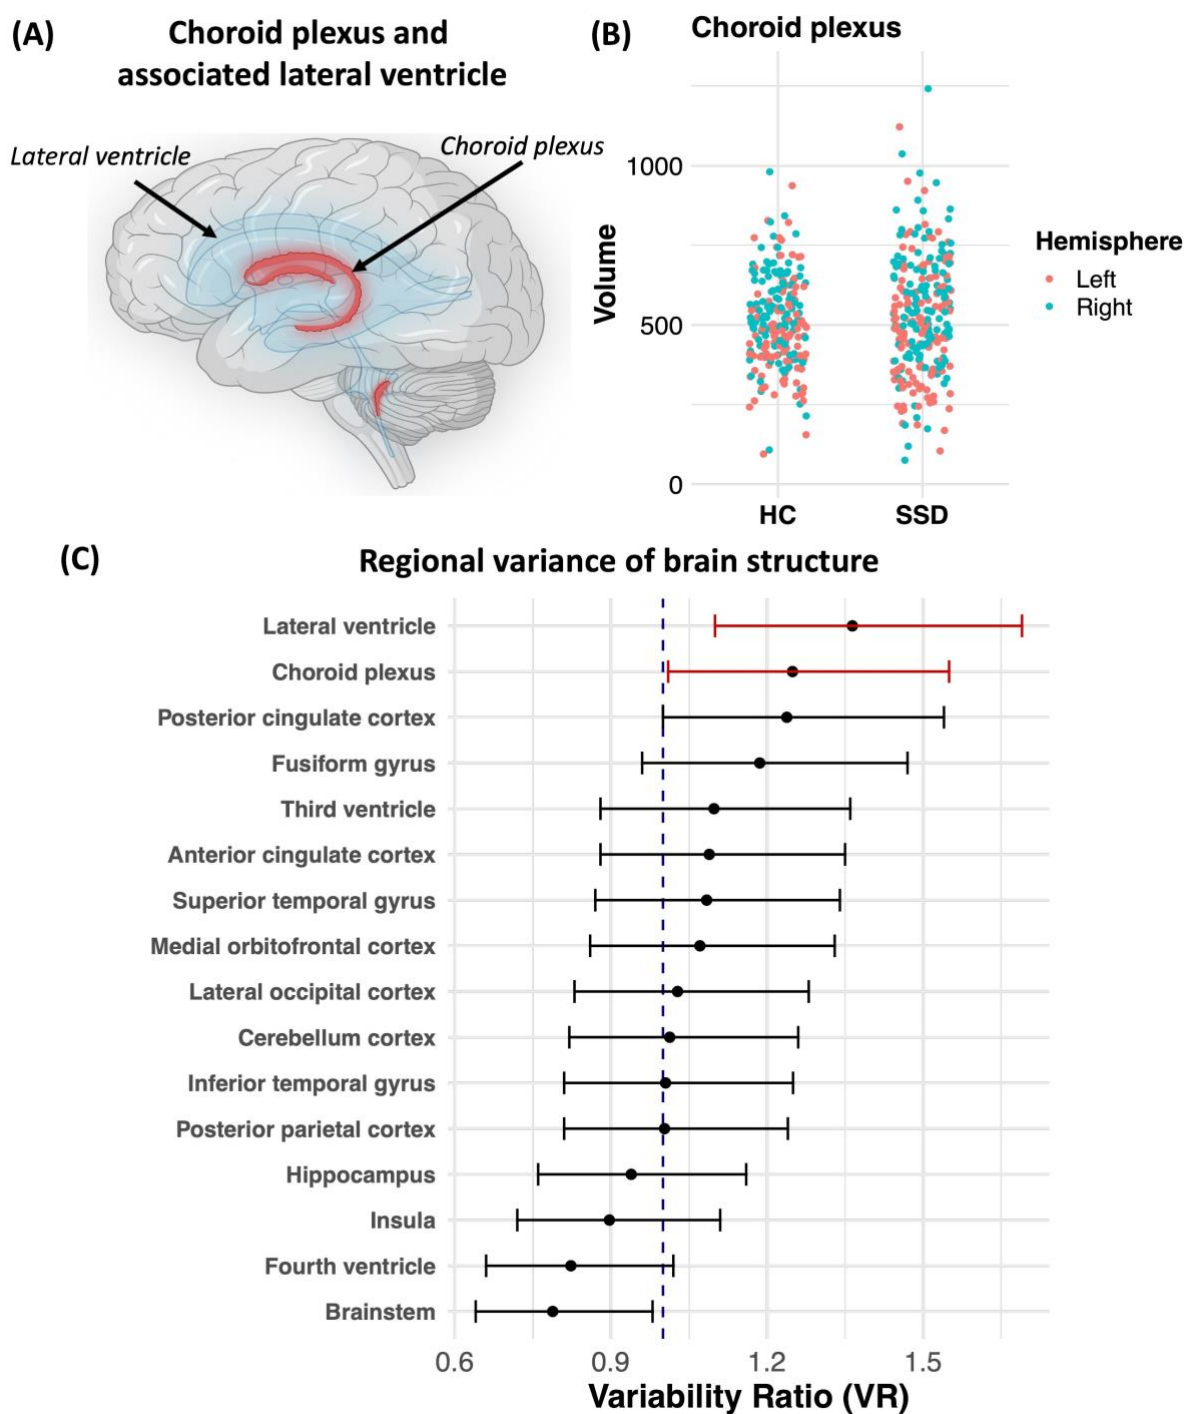 (A)
Choroid plexus and
associated lateral ventricle
Lateral ventricle
Choroid plexus
(B)
Choroid plexus
Volume
1000
500
0
HC
SSD
Hemisphere
Left
Right
(C)
Regional variance of brain structure
Lateral ventricle
Choroid plexus
Posterior cingulate cortex
Fusiform gyrus
Third ventricle
Anterior cingulate cortex
Superior temporal gyrus
Medial orbitofrontal cortex
Lateral occipital cortex
Cerebellum cortex
Inferior temporal gyrus
Posterior parietal cortex
Hippocampus
Insula
Fourth ventricle
Brainstem
0.6 0.9 1.2 1.5
Variability Ratio (VR)